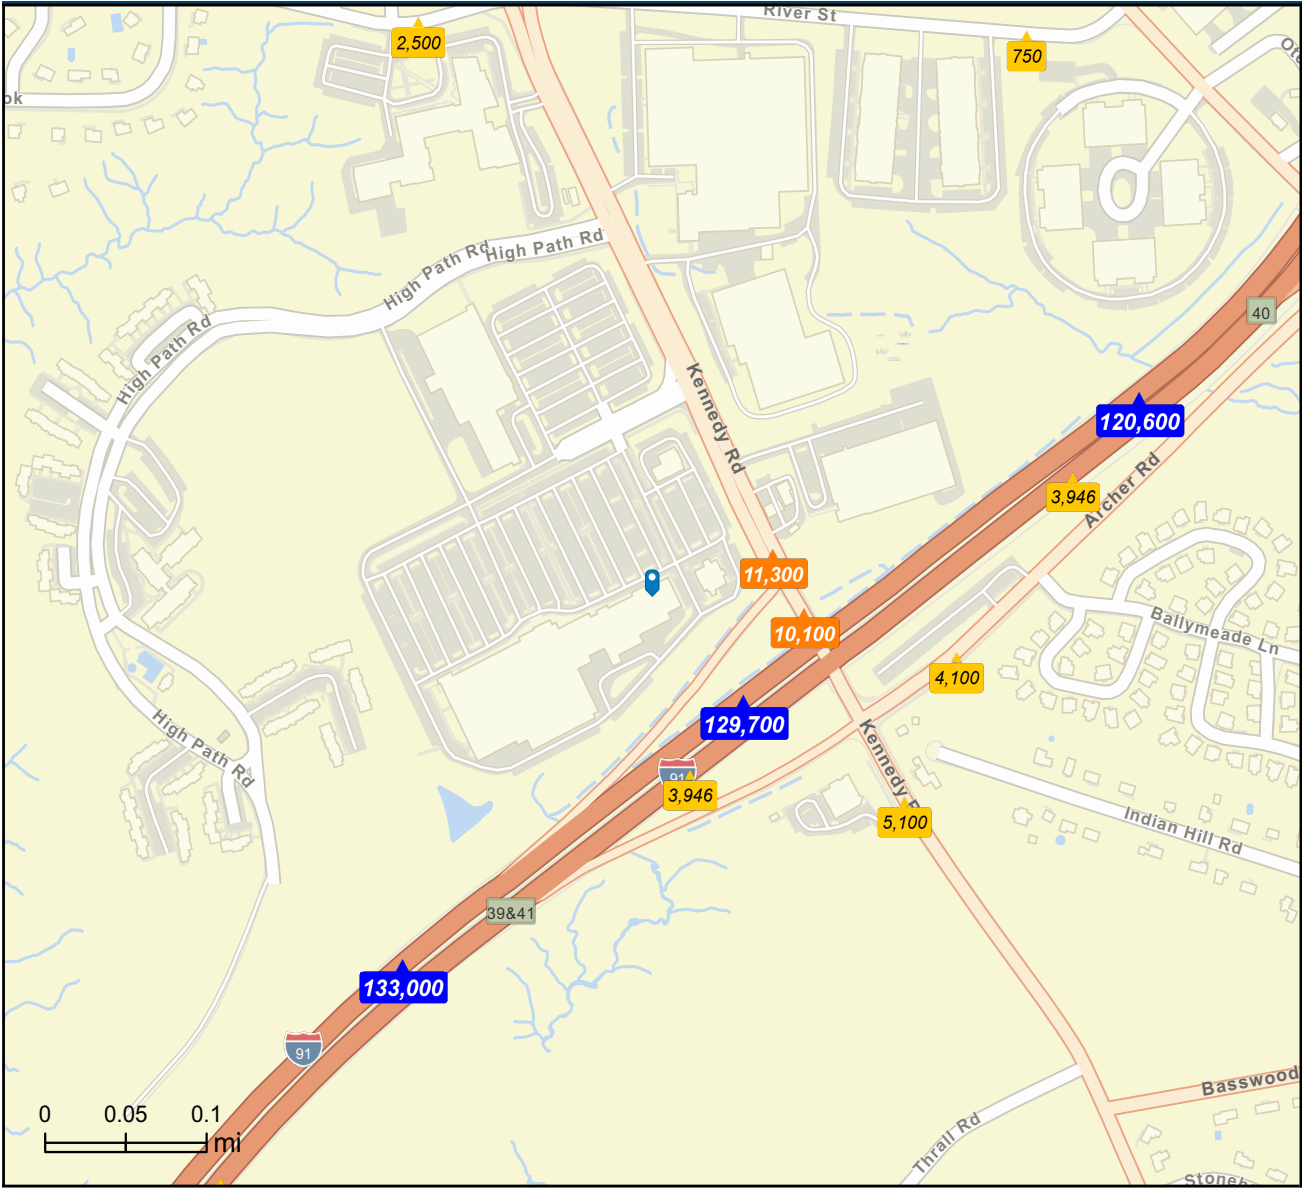 River St
2,500
750
Ote
ok
High Path Rd
High Path Rd
40
High Path Rd
Kennedy Rd
120,600
3,946
Archer Rd
11,300
10,100
Ballymeade Ln
4,100
129,700
High Path Rd
Kennedy R
91
3,946
5,100
Indian Hill Rd
39&41
133,000
91
Basswood
0 0.05 0.1
mi
Thrall Rd
Stoneb